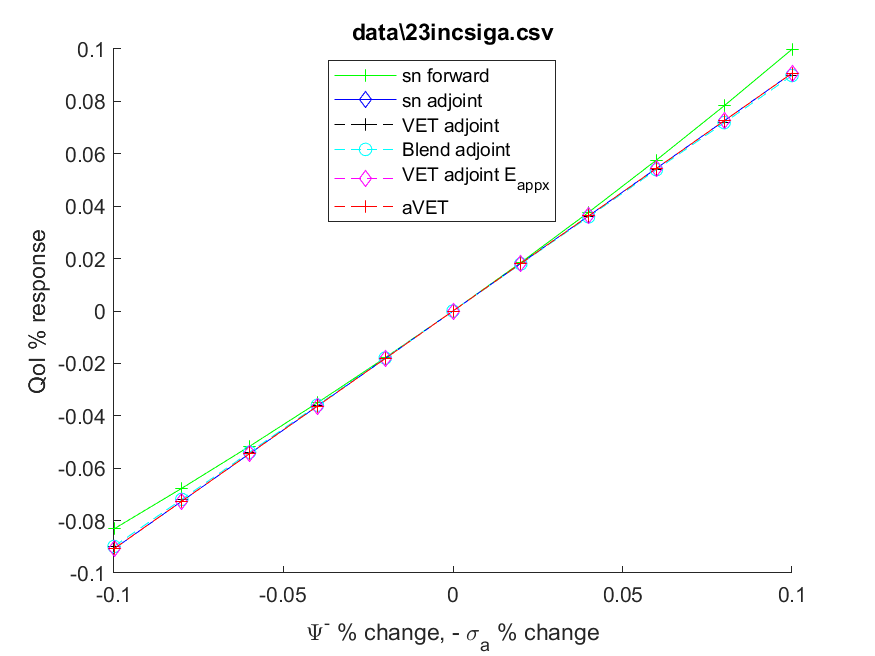 data\23incsiga.csv
sn forward
sn adjoint
VET adjoint
Blend adjoint
VET adjoint E_appx
aVET
0.1
0.08
0.06
0.04
0.02
0
-0.02
-0.04
-0.06
-0.08
-0.1
QoI % response
-0.1 -0.05 0 0.05 0.1
Ψ⁻ % change, - σ_a % change